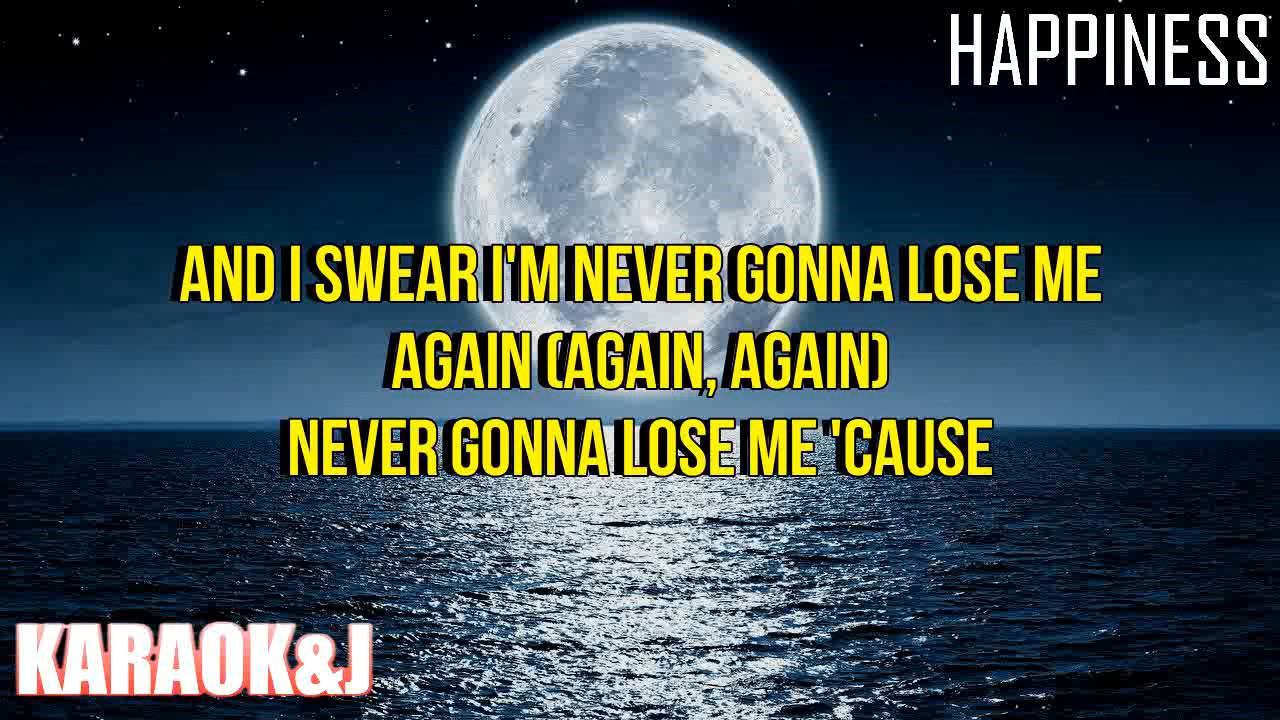 HAPPINESS
AND I SWEAR I'M NEVER GONNA LOSE ME
AGAIN (AGAIN, AGAIN)
NEVER GONNA LOSE ME 'CAUSE
KARAOK&J